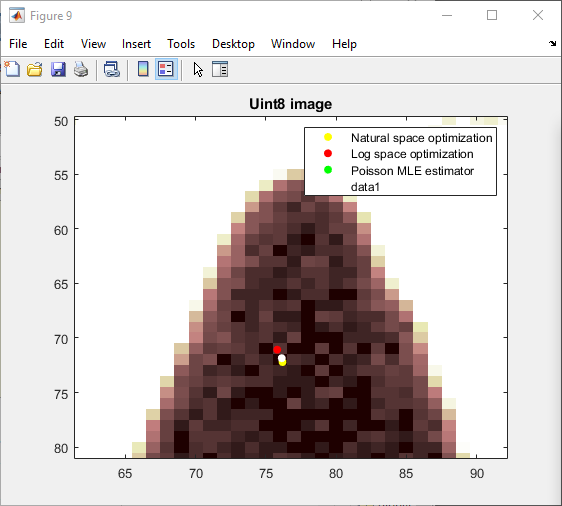 Figure 9
File Edit View Insert Tools Desktop Window Help
Uint8 image
Natural space optimization
Log space optimization
Poisson MLE estimator
data1
50
55
60
65
70
75
80
65 70 75 80 85 90